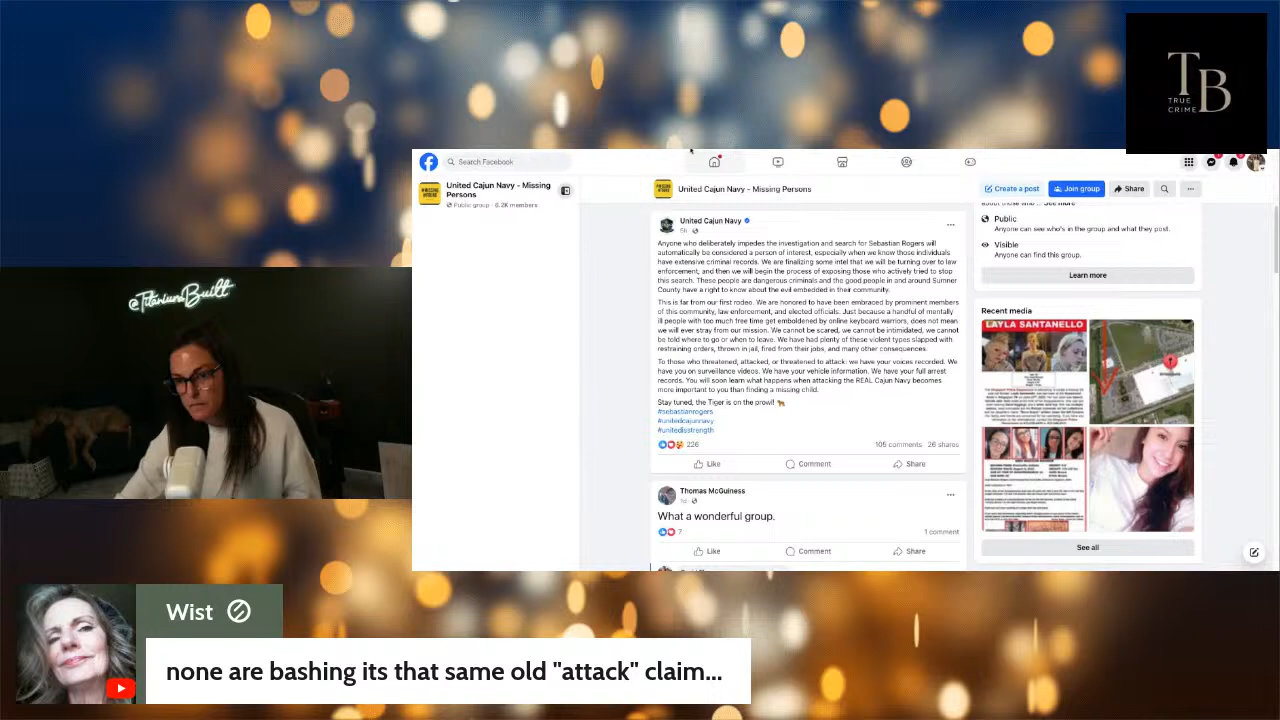 TB
TRUE
CRIME
Search Facebook
United Cajun Navy - Missing
Persons
Public group · 6.2K members
United Cajun Navy - Missing Persons
Create a post
Join group
Share
United Cajun Navy
Anyone who deliberately impedes the investigation and search for Sebastian Rogers will
automatically be considered a person of interest, especially when we know those individuals
have extensive criminal records. We are finalizing some intel that we will be turning over to law
enforcement, and then we will begin the process of exposing those who actively tried to stop
this search. These people are dangerous criminals and the good people in and around Sumner
County have a right to know about the evil embedded in their community.
This is far from our first rodeo. We are honored to have been embraced by prominent members
of this community, law enforcement, and elected officials. Just because a handful of mentally
ill people with too much free time get emboldened by online keyboard warriors, does not mean
we will ever stray from our mission. We cannot be scared, we cannot be intimidated, we cannot
be told where to go or when to leave. We have had plenty of these violent types slapped with
restraining orders, thrown in jail, fired from their jobs, and many other consequences.
To those who threatened, attacked, or threatened to attack: we have your voices recorded. We
have you on surveillance videos. We have your vehicle information. We have your full arrest
records. You will soon learn what happens when attacking the REAL Cajun Navy becomes
more important to you than finding a missing child.
Stay tuned, the Tiger is on the prowl! 🐅
#sebastianrogers
#unitedcajunnavy
#unitedisstrength
226
105 comments 26 shares
Like Comment Share
Thomas McGuiness
What a wonderful group.
7
1 comment
Like Comment Share
Public
Anyone can see who's in the group and what they post.
Visible
Anyone can find this group.
Learn more
Recent media
LAYLA SANTANELLO
See all
@TitaniumBuilt
Wist
none are bashing its that same old "attack" claim...